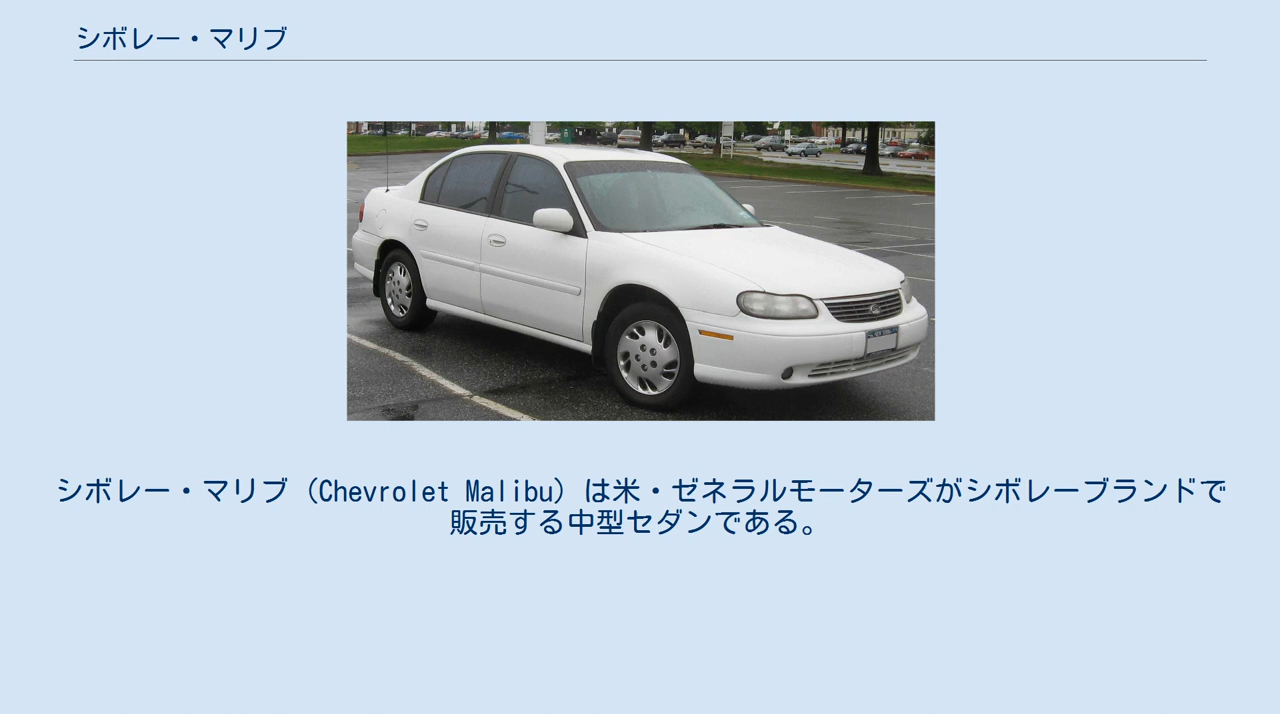 シボレー・マリブ
シボレー・マリブ（Chevrolet Malibu）は米・ゼネラルモーターズがシボレーブランドで
販売する中型セダンである。